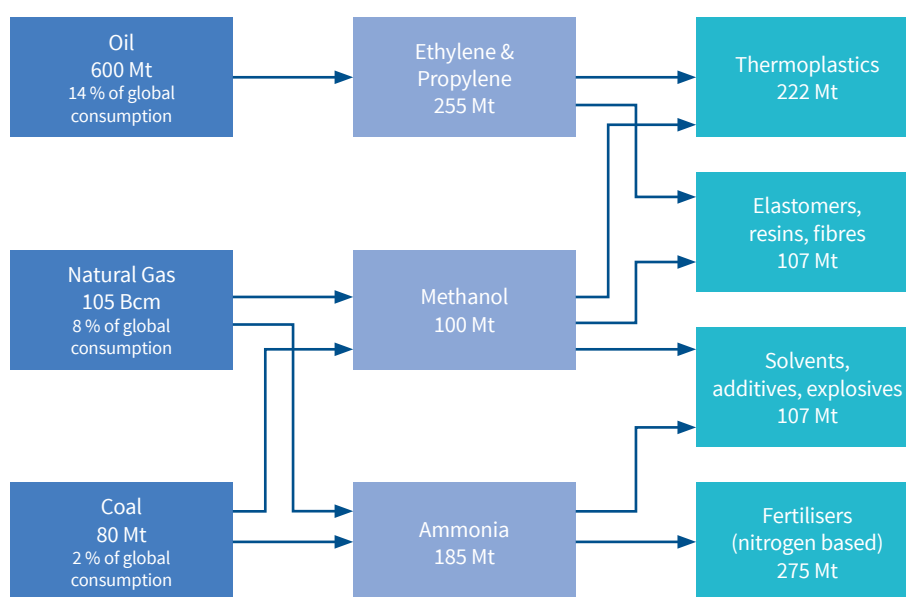 Oil
600 Mt
14 % of global
consumption
Ethylene &
Propylene
255 Mt
Thermoplastics
222 Mt
Elastomers,
resins, fibres
107 Mt
Natural Gas
105 Bcm
8 % of global
consumption
Methanol
100 Mt
Solvents,
additives, explosives
107 Mt
Coal
80 Mt
2 % of global
consumption
Ammonia
185 Mt
Fertilisers
(nitrogen based)
275 Mt